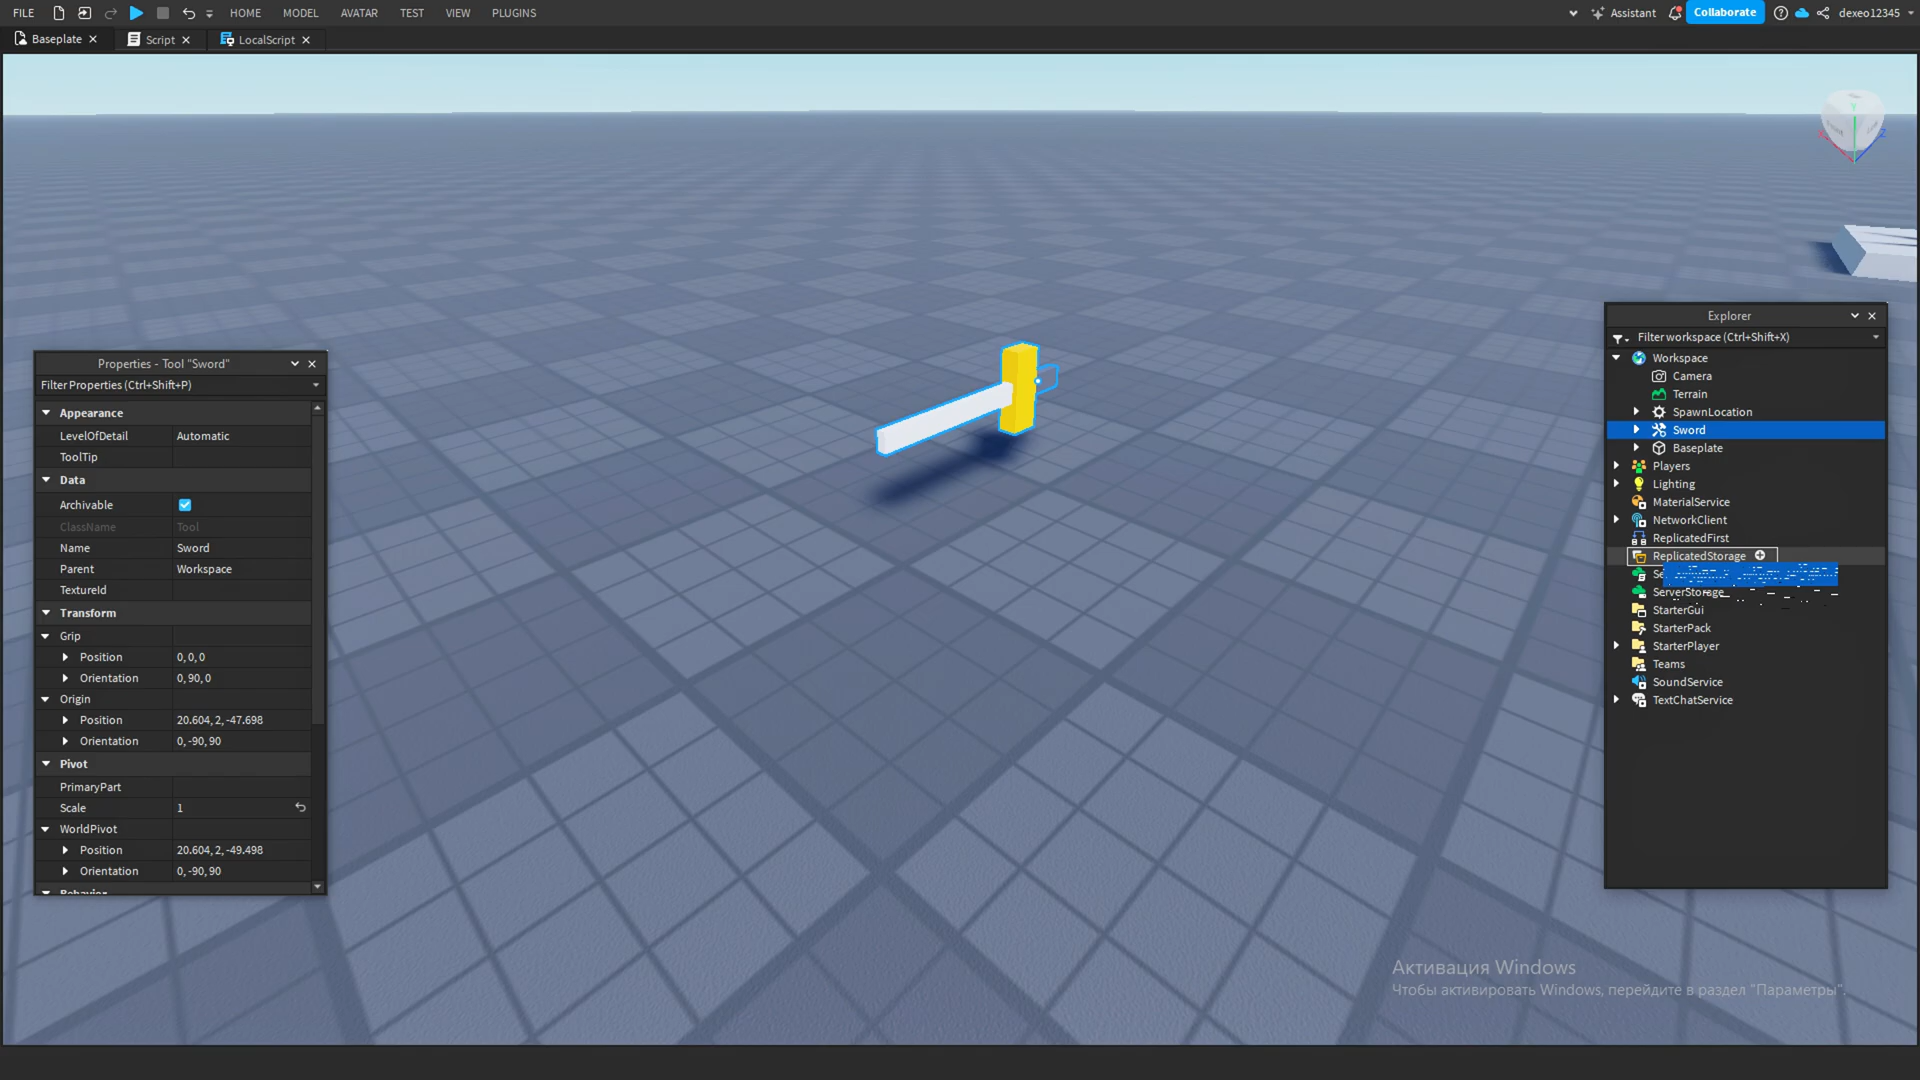 FILE HOME MODEL AVATAR TEST VIEW PLUGINS Assistant Collaborate dexeo12345
Baseplate Script LocalScript
Properties - Tool "Sword"
Filter Properties (Ctrl+Shift+P)
Appearance
LevelOfDetail Automatic
ToolTip
Data
Archivable
ClassName Tool
Name Sword
Parent Workspace
TextureId
Transform
Grip
Position 0, 0, 0
Orientation 0, 90, 0
Origin
Position 20.604, 2, -47.698
Orientation 0, -90, 90
Pivot
PrimaryPart
Scale 1
WorldPivot
Position 20.604, 2, -49.498
Orientation 0, -90, 90
Behavior
Explorer
Filter workspace (Ctrl+Shift+X)
Workspace
Camera
Terrain
SpawnLocation
Sword
Baseplate
Players
Lighting
MaterialService
NetworkClient
ReplicatedFirst
ReplicatedStorage
Se
ServerStorage
StarterGui
StarterPack
StarterPlayer
Teams
SoundService
TextChatService
Активация Windows
Чтобы активировать Windows, перейдите в раздел "Параметры".